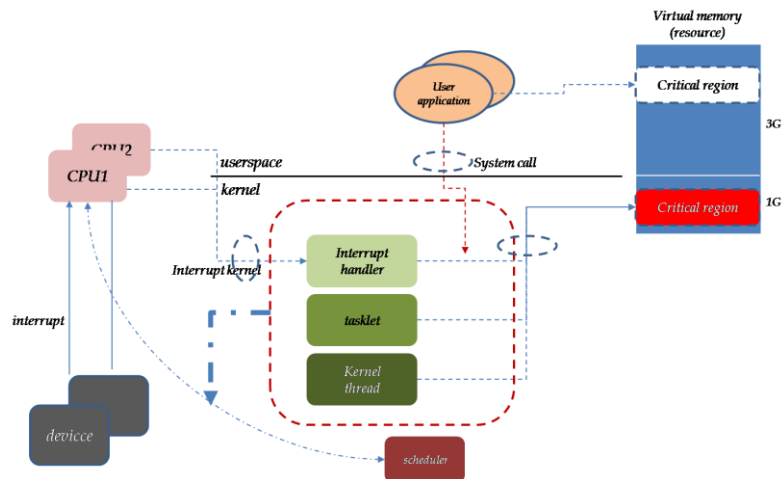 Virtual memory
(resource)
User
application
Critical region
3G
CPU2
userspace
System call
CPU1
kernel
1G
Critical region
Interrupt
handler
Interrupt kernel
interrupt
tasklet
Kernel
thread
devicce
scheduler